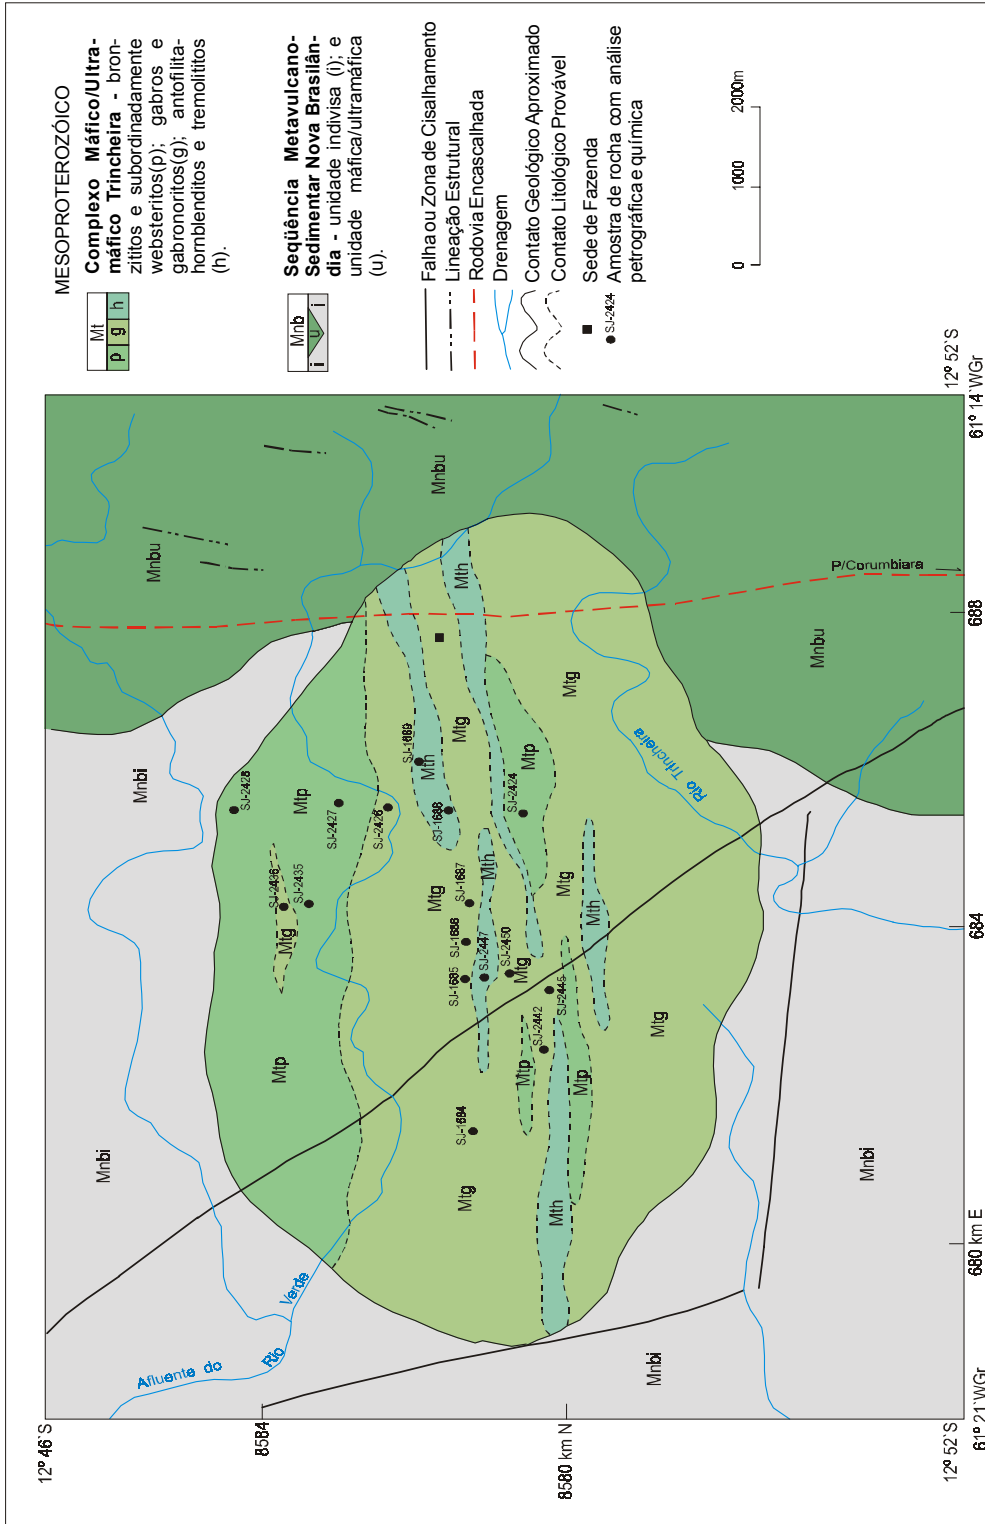 MESOPROTEROZÓICO
Mt
p g h
Complexo Máfico/Ultra-
máfico Trincheira - bron-
zititos e subordinadamente
websteritos(p); gabros e
gabronoritos(g); antofilita-
hornblenditos e tremolititos
(h).
Mnb
i u i
Seqüência Metavulcano-
Sedimentar Nova Brasilân-
dia - unidade indivisa (i); e
unidade máfica/ultramáfica
(u).
Falha ou Zona de Cisalhamento
Lineação Estrutural
Rodovia Encascalhada
Drenagem
Contato Geológico Aproximado
Contato Litológico Provável
Sede de Fazenda
SJ-2424
Amostra de rocha com análise
petrográfica e química
0 1000 2000m
12º 46`S
8584
8580 km N
12º 52`S
61º 21`WGr
680 km E
684
688
61º 14`WGr
12º 52`S
Afluente do
Rio
Verde
Rio Trincheira
P/Corumbiara
Mnbi
Mnbi
Mnbi
Mnbi
Mnbu
Mnbu
Mnbu
Mtp
Mtp
Mtp
Mtp
Mtp
Mtg
Mtg
Mtg
Mtg
Mtg
Mtg
Mtg
Mtg
Mth
Mth
Mth
Mth
Mth
SJ-2428
SJ-2427
SJ-2426
SJ-2436
SJ-2435
SJ-1689
SJ-1688
SJ-1687
SJ-1686
SJ-1685
SJ-1684
SJ-2447
SJ-2450
SJ-2445
SJ-2442
SJ-2424